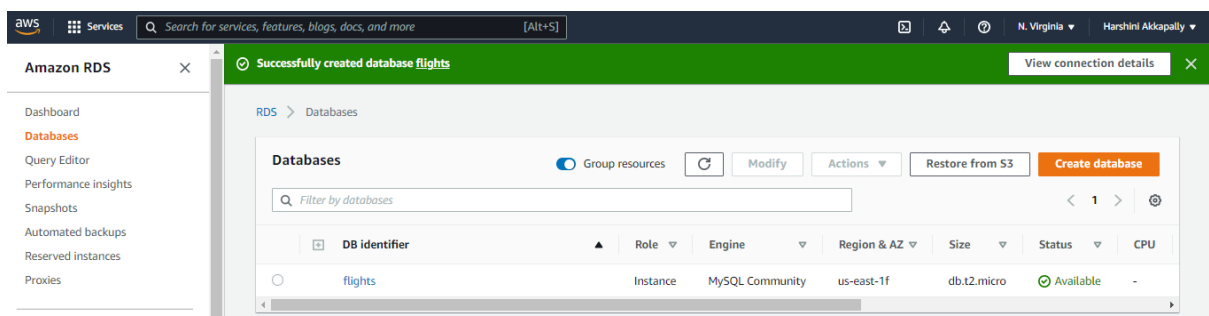 aws Services Search for services, features, blogs, docs, and more [Alt+S] N. Virginia Harshini Akkapally
Amazon RDS
Dashboard
Databases
Query Editor
Performance insights
Snapshots
Automated backups
Reserved instances
Proxies
Successfully created database flights View connection details
RDS > Databases
Databases Group resources Modify Actions Restore from S3 Create database
Filter by databases 1
DB identifier Role Engine Region & AZ Size Status CPU
flights Instance MySQL Community us-east-1f db.t2.micro Available -